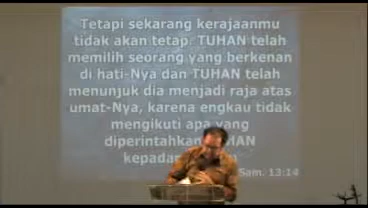 Tetapi sekarang kerajaanmu
tidak akan tetap. TUHAN telah
memilih seorang yang berkenan
di hati-Nya dan TUHAN telah
menunjuk dia menjadi raja atas
umat-Nya, karena engkau tidak
mengikuti apa yang
diperintahkan
kepada
Sam. 13:14